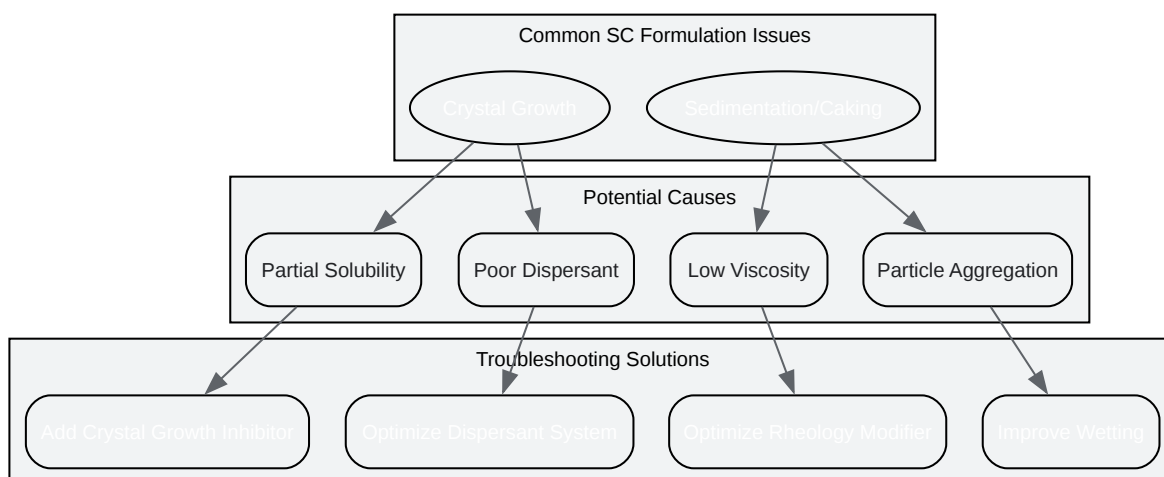 Common SC Formulation Issues
Crystal Growth
Sedimentation/Caking
Potential Causes
Partial Solubility
Poor Dispersant
Low Viscosity
Particle Aggregation
Troubleshooting Solutions
Add Crystal Growth Inhibitor
Optimize Dispersant System
Optimize Rheology Modifier
Improve Wetting